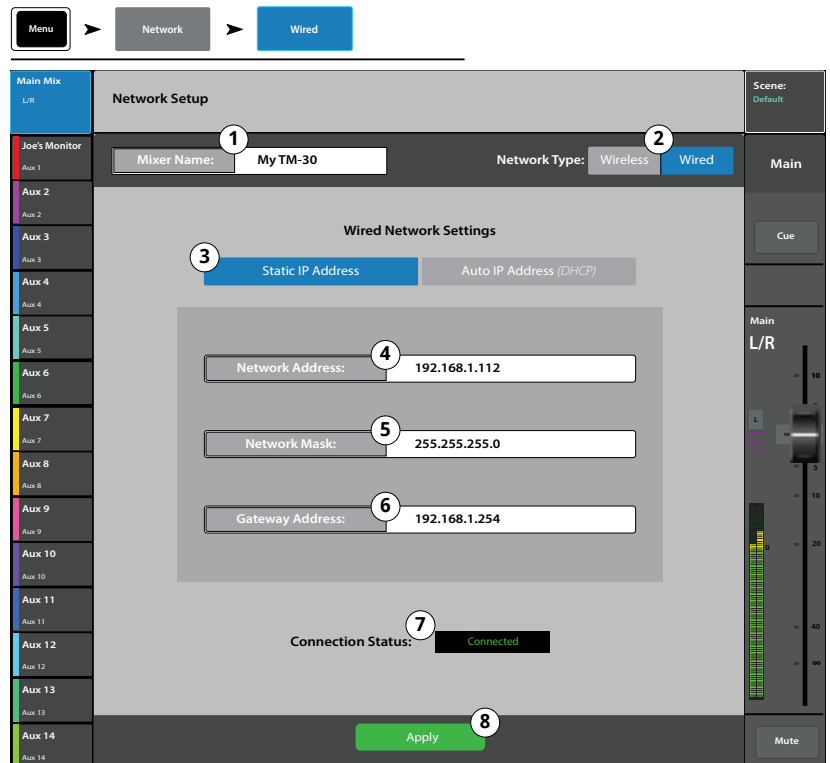 Menu
Network
Wired
Main Mix
L/R
Network Setup
Scene:
Default
Joe's Monitor
Aux 1
1
Mixer Name:
My TM-30
Network Type:
2
Wireless
Wired
Main
Aux 2
Aux 2
Aux 3
Aux 3
Aux 4
Aux 4
Aux 5
Aux 5
Aux 6
Aux 6
Aux 7
Aux 7
Aux 8
Aux 8
Aux 9
Aux 9
Aux 10
Aux 10
Aux 11
Aux 11
Aux 12
Aux 12
Aux 13
Aux 13
Aux 14
Aux 14
Wired Network Settings
3
Static IP Address
Auto IP Address (DHCP)
4
Network Address:
192.168.1.112
5
Network Mask:
255.255.255.0
6
Gateway Address:
192.168.1.254
7
Connection Status:
Connected
8
Apply
Cue
Main
L/R
10
L
5
10
0
20
40
∞
Mute